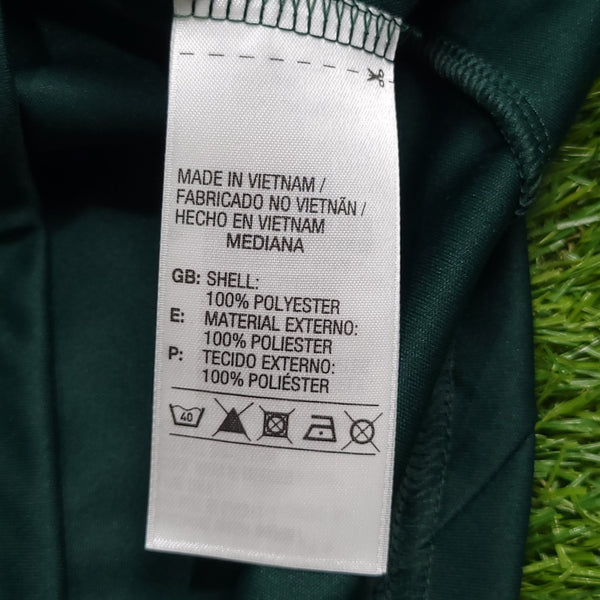 MADE IN VIETNAM /
FABRICADO NO VIETNÃN /
HECHO EN VIETNAM
MEDIANA
GB: SHELL:
100% POLYESTER
E: MATERIAL EXTERNO:
100% POLIESTER
P: TECIDO EXTERNO:
100% POLIÉSTER
40